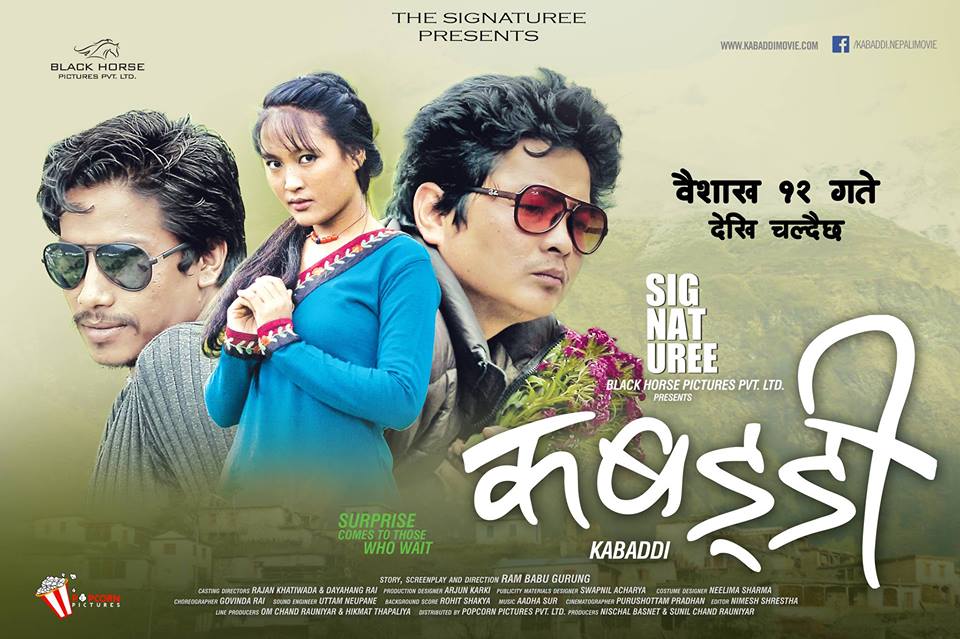 THE SIGNATUREE
PRESENTS
BLACK HORSE
PICTURES PVT. LTD.
WWW.KABADDIMOVIE.COM
f /KABADDI.NEPALIMOVIE
वैशाख १२ गते
देखि चल्दैछ
SIG
NAT
UREE
BLACK HORSE PICTURES PVT. LTD.
PRESENTS
कबड्डी
KABADDI
SURPRISE
COMES TO THOSE
WHO WAIT
POPCORN
PICTURES
STORY, SCREENPLAY AND DIRECTION RAM BABU GURUNG
CASTING DIRECTORS RAJAN KHATIWADA & DAYAHANG RAI PRODUCTION DESIGNER ARJUN KARKI PUBLICITY MATERIALS DESIGNER SWAPNIL ACHARYA COSTUME DESIGNER NEELIMA SHARMA
CHOREOGRAPHER GOVINDA RAI SOUND ENGINEER UTTAM NEUPANE BACKGROUND SCORE ROHIT SHAKYA MUSIC AADHA SUR CINEMATOGRAPHER PURUSHOTTAM PRADHAN EDITOR NIMESH SHRESTHA
LINE PRODUCERS OM CHAND RAUNIYAR & HIKMAT THAPALIYA DISTRIBUTED BY POPCORN PICTURES PVT. LTD. PRODUCERS NISCHAL BASNET & SUNIL CHAND RAUNIYAR